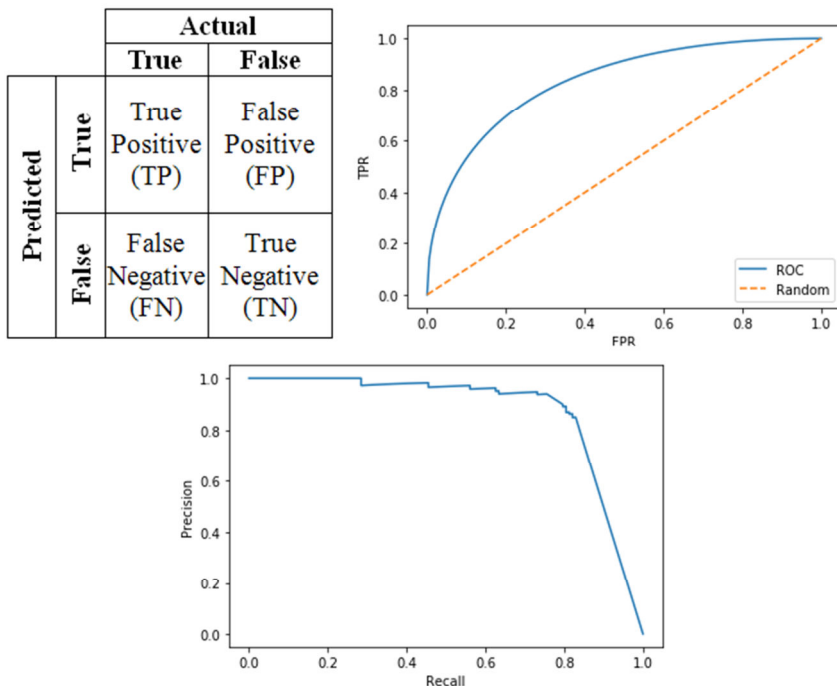 Actual
True False
Predicted
True
True
Positive
(TP)
False
Positive
(FP)
False
False
Negative
(FN)
True
Negative
(TN)
1.0
0.8
0.6
0.4
0.2
0.0
TPR
0.0 0.2 0.4 0.6 0.8 1.0
FPR
ROC
Random
1.0
0.8
0.6
0.4
0.2
0.0
Precision
0.0 0.2 0.4 0.6 0.8 1.0
Recall